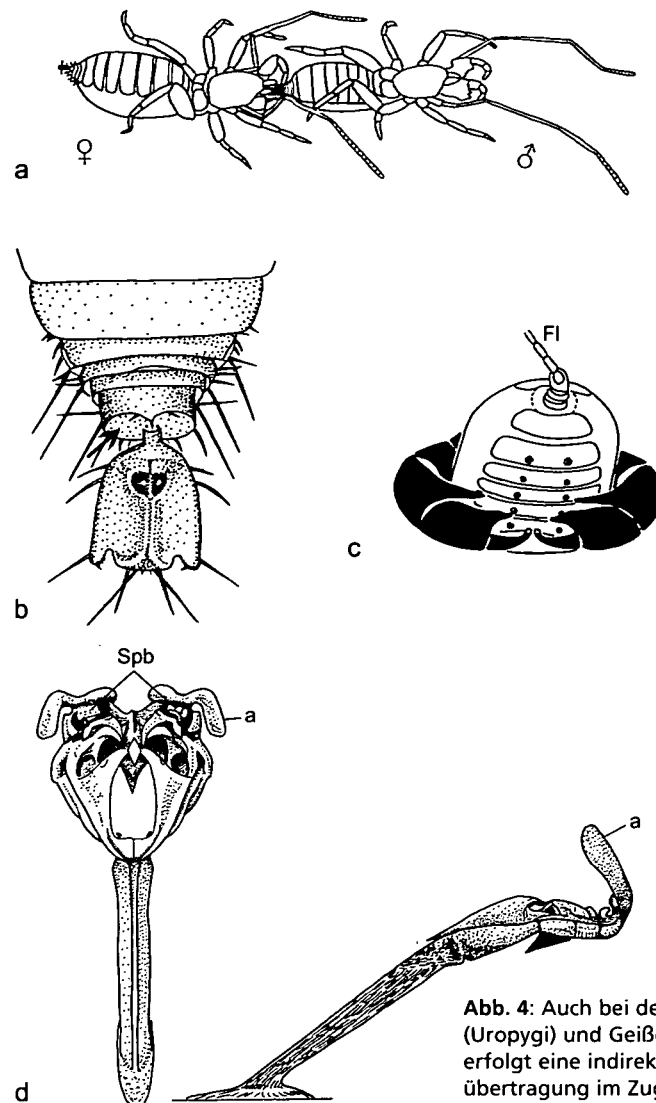 ♀
♂
a
b
Fl
c
Spb
a
a
d
Abb. 4: Auch bei de
(Uropygi) und Geiße
erfolgt eine indirek
übertragung im Zug